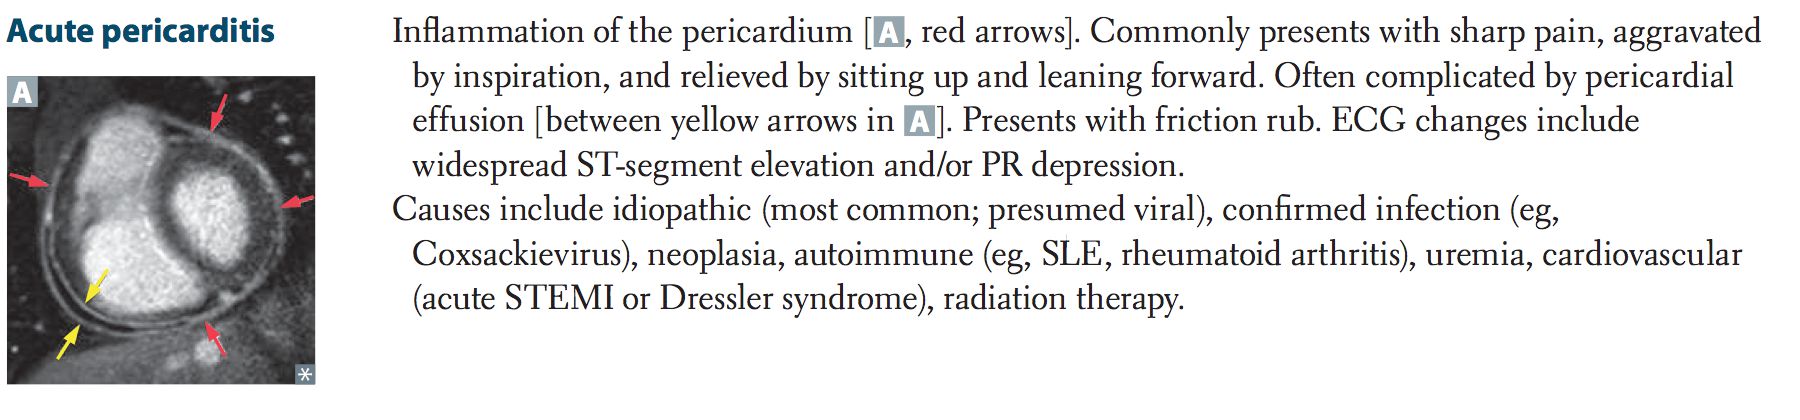 Acute pericarditis
A
*
Inflammation of the pericardium [A, red arrows]. Commonly presents with sharp pain, aggravated
by inspiration, and relieved by sitting up and leaning forward. Often complicated by pericardial
effusion [between yellow arrows in A]. Presents with friction rub. ECG changes include
widespread ST-segment elevation and/or PR depression.
Causes include idiopathic (most common; presumed viral), confirmed infection (eg,
Coxsackievirus), neoplasia, autoimmune (eg, SLE, rheumatoid arthritis), uremia, cardiovascular
(acute STEMI or Dressler syndrome), radiation therapy.